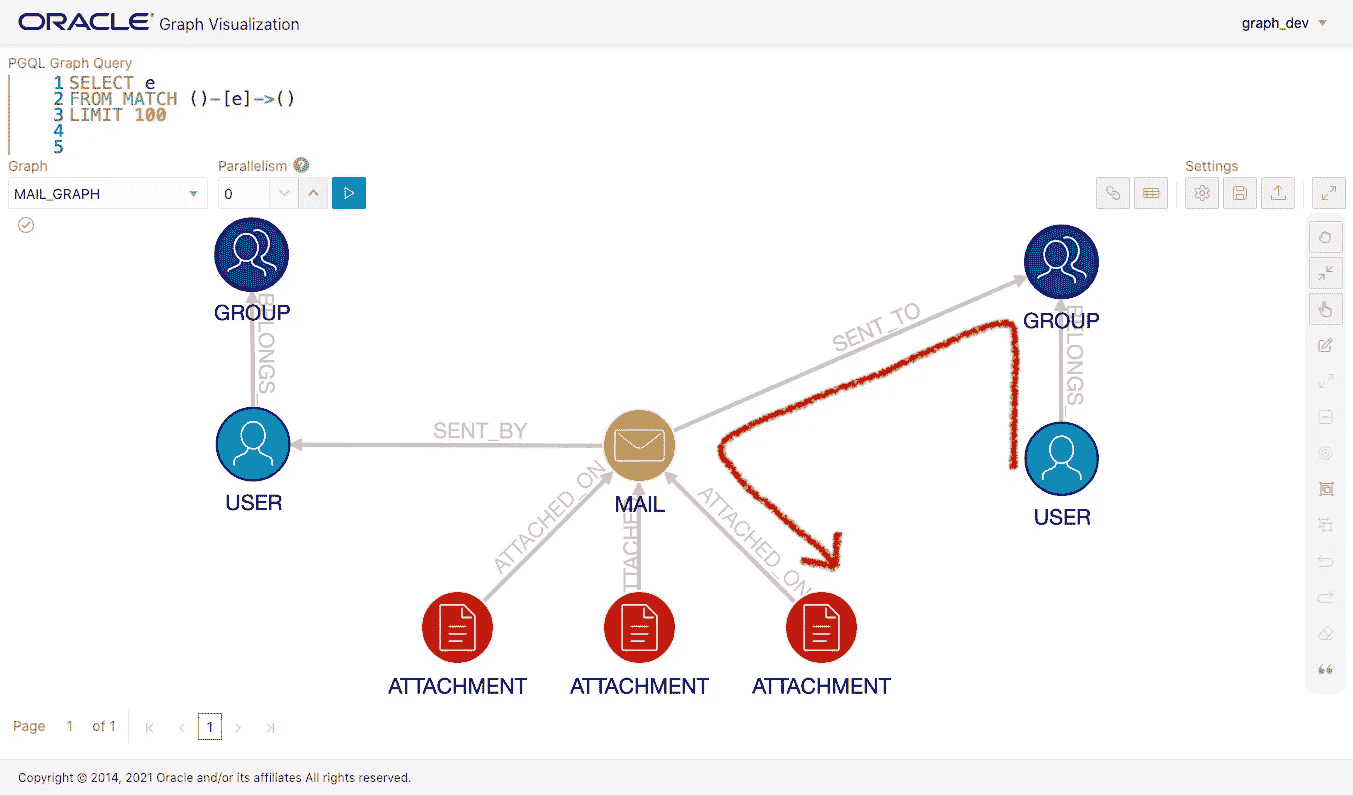 ORACLE Graph Visualization
graph_dev
PGQL Graph Query
1 SELECT e
2 FROM MATCH ()-[e]->()
3 LIMIT 100
4
5
Graph
Parallelism
Settings
MAIL_GRAPH
0
GROUP
GROUP
BELONGS_
SENT_TO
BELONGS_
SENT_BY
USER
MAIL
USER
ATTACHED_ON
ATTACHE
ATTACHED_ON
ATTACHMENT
ATTACHMENT
ATTACHMENT
Page 1 of 1
1
Copyright © 2014, 2021 Oracle and/or its affiliates All rights reserved.